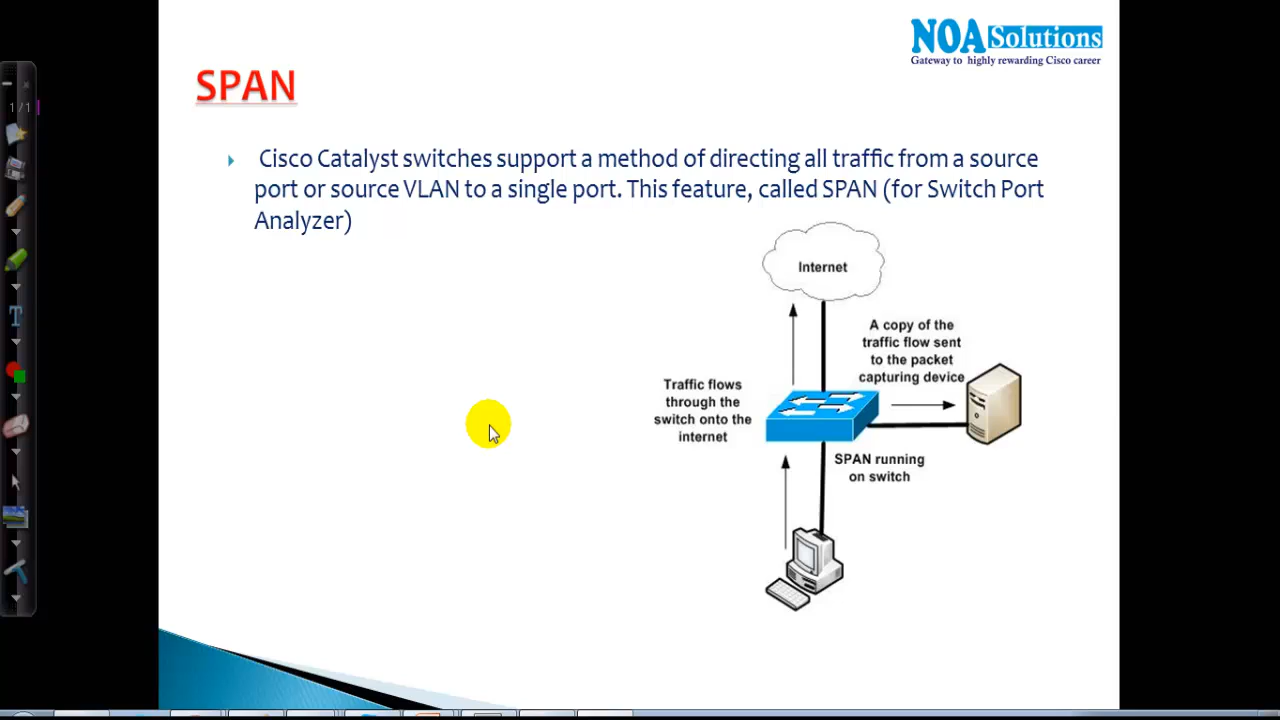 NOA Solutions
Gateway to highly rewarding Cisco career
SPAN
1/1
Cisco Catalyst switches support a method of directing all traffic from a source
port or source VLAN to a single port. This feature, called SPAN (for Switch Port
Analyzer)
Internet
A copy of the
traffic flow sent
to the packet
capturing device
Traffic flows
through the
switch onto the
internet
SPAN running
on switch
T